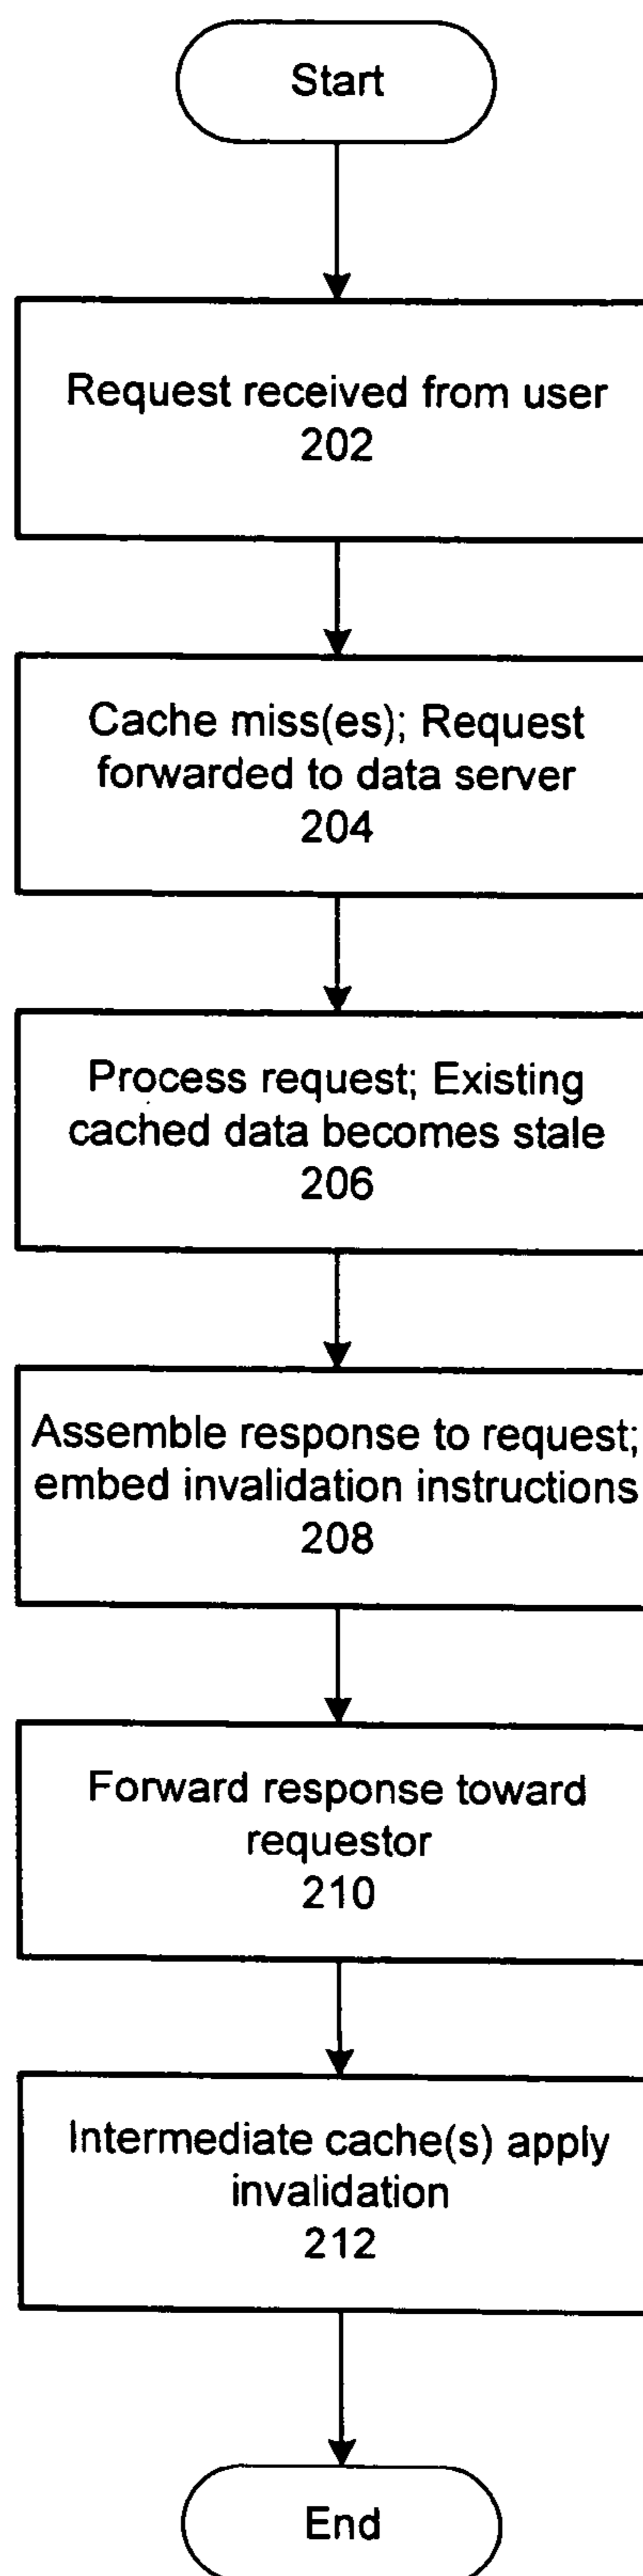 Start
Request received from user
202
Cache miss(es); Request
forwarded to data server
204
Process request; Existing
cached data becomes stale
206
Assemble response to request;
embed invalidation instructions
208
Forward response toward
requestor
210
Intermediate cache(s) apply
invalidation
212
End